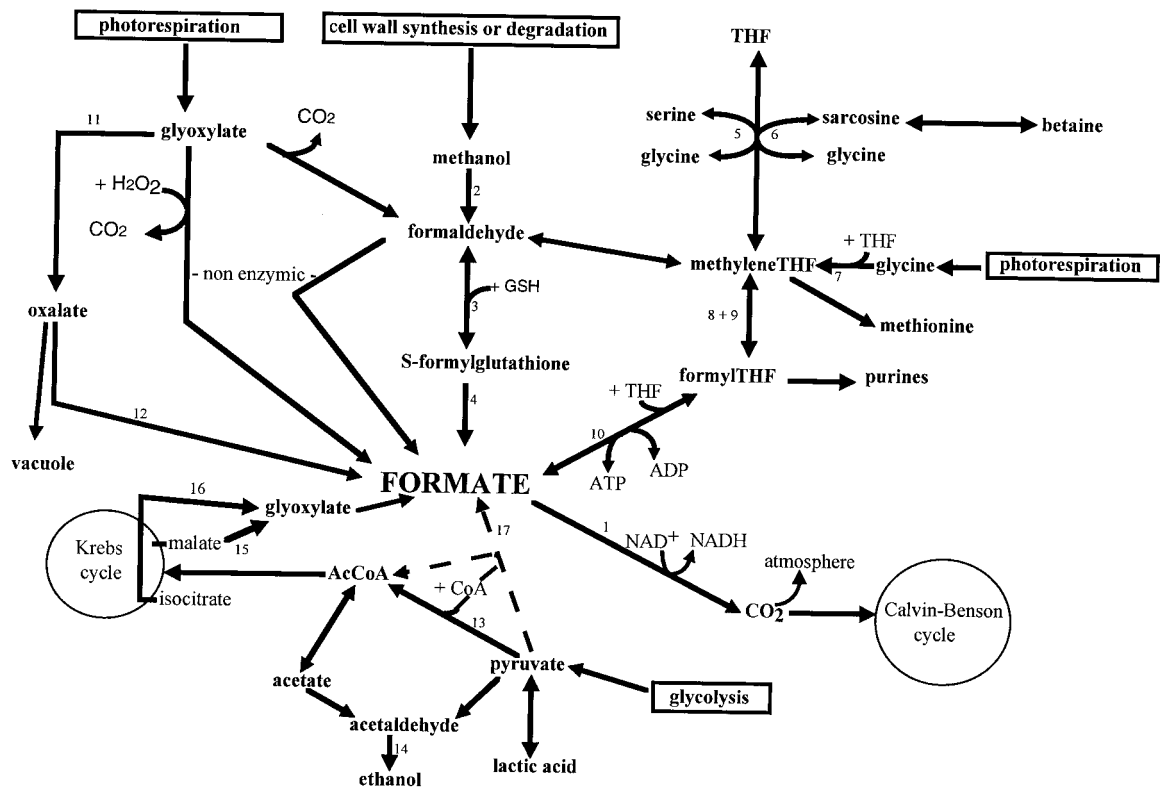 photorespiration
cell wall synthesis or degradation
THF
11
glyoxylate
CO2
serine
5
6
sarcosine
betaine
methanol
glycine
glycine
+ H2O2
2
CO2
formaldehyde
+ THF
- non enzymic -
methyleneTHF
7
glycine
photorespiration
+ GSH
3
oxalate
8 + 9
methionine
S-formylglutathione
formylTHF
purines
4
+ THF
12
10
vacuole
FORMATE
ATP
ADP
16
glyoxylate
17
1
Krebs
cycle
malate
15
NAD+
NADH
atmosphere
AcCoA
+ CoA
isocitrate
CO2
Calvin-Benson
cycle
13
pyruvate
acetate
glycolysis
acetaldehyde
14
lactic acid
ethanol